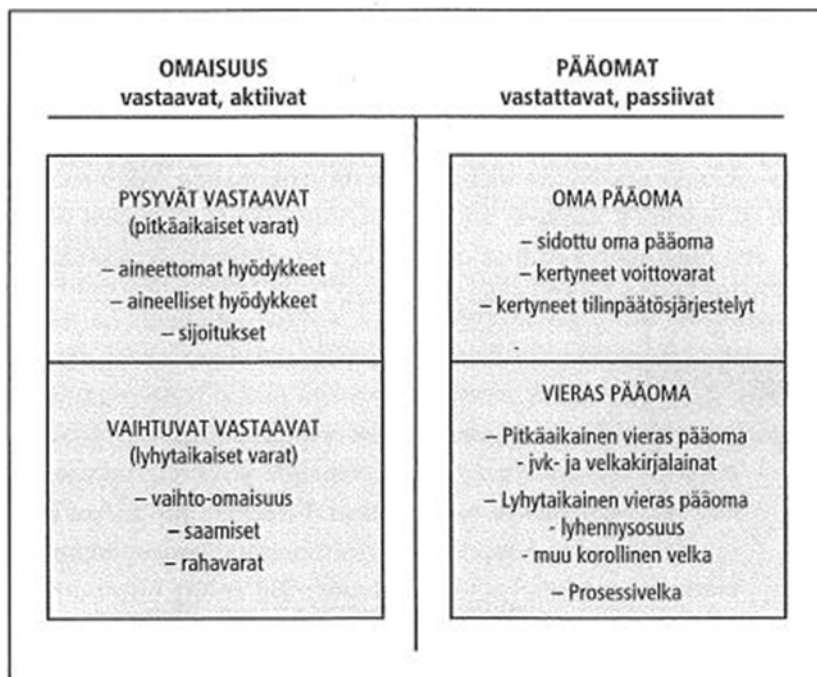 OMAISUUS
vastaavat, aktiivat
PYSYVÄT VASTAAVAT
(pitkäaikaiset varat)
– aineettomat hyödykkeet
– aineelliset hyödykkeet
– sijoitukset
VAIHTUVAT VASTAAVAT
(lyhytaikaiset varat)
– vaihto-omaisuus
– saamiset
– rahavarat
PÄÄOMAT
vastattavat, passiivat
OMA PÄÄOMA
– sidottu oma pääoma
– kertyneet voittovarat
– kertyneet tilinpäätösjärjestelyt
VIERAS PÄÄOMA
– Pitkäaikainen vieras pääoma
- jvk- ja velkakirjalainat
– Lyhytaikainen vieras pääoma
- lyhennysosuus
- muu korollinen velka
– Prosessivelka